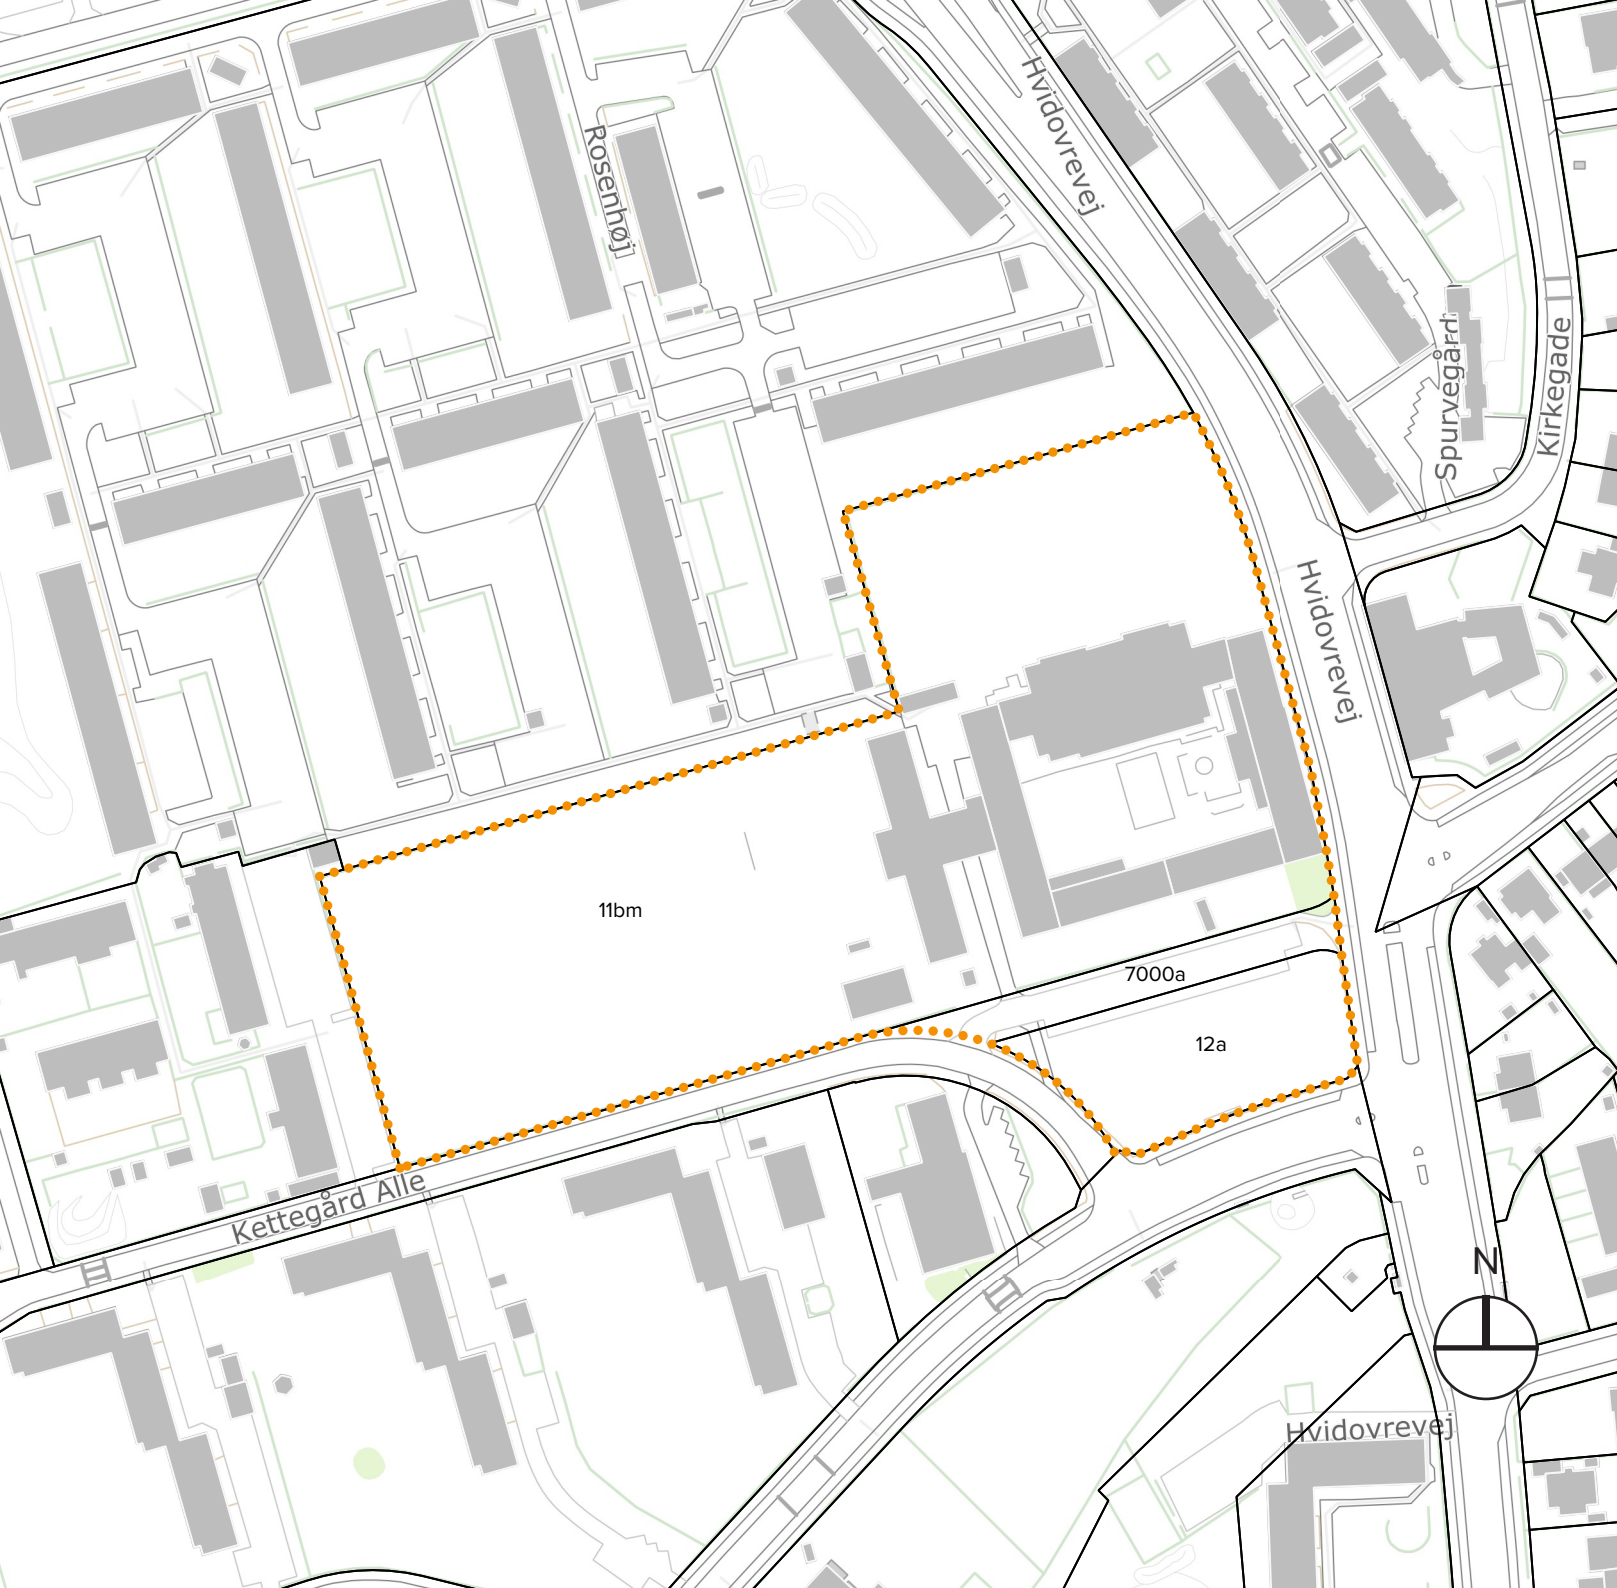 Hvidovrevej
Rosenhøj
Spurvegård
Kirkegade
Hvidovrevej
11bm
7000a
12a
Kettegård Alle
N
Hvidovrevej